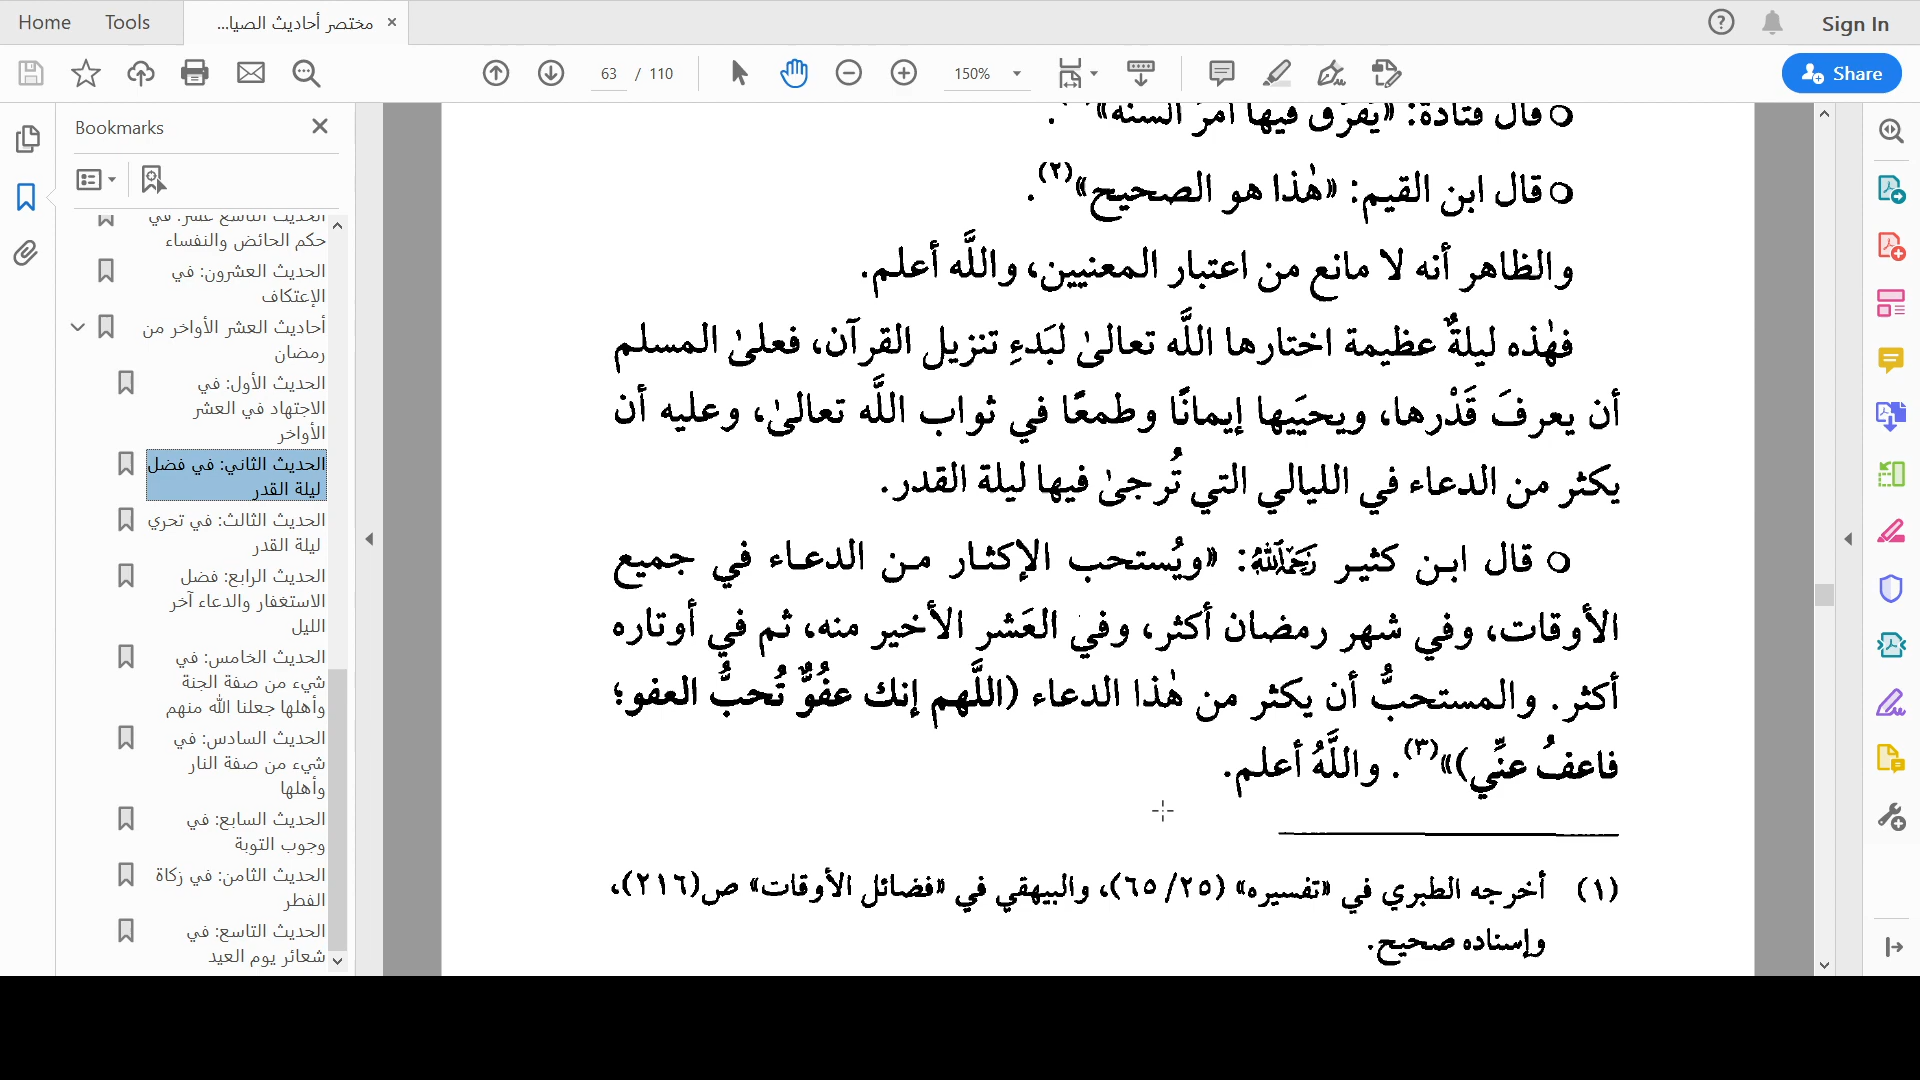 Home
Tools
مختصر أحاديث الصيا...
Sign In
63 / 110
150%
Share
Bookmarks
الحديث التاسع عشر: في
حكم الحائض والنفساء
الحديث العشرون: في
الإعتكاف
أحاديث العشر الأواخر من
رمضان
الحديث الأول: في
الاجتهاد في العشر
الأواخر
الحديث الثاني: في فضل
ليلة القدر
الحديث الثالث: في تحري
ليلة القدر
الحديث الرابع: فضل
الاستغفار والدعاء آخر
الليل
الحديث الخامس: في
شيء من صفة الجنة
وأهلها جعلنا الله منهم
الحديث السادس: في
شيء من صفة النار
وأهلها
الحديث السابع: في
وجوب التوبة
الحديث الثامن: في زكاة
الفطر
الحديث التاسع: في
شعائر يوم العيد
قال قتادة: «يُفرق فيها أمر السنة»
قال ابن القيم: «هٰذا هو الصحيح»(٢).
والظاهر أنه لا مانع من اعتبار المعنيين، واللَّه أعلم.
فهٰذه ليلةٌ عظيمة اختارها اللَّه تعالىٰ لبَدءِ تنزيل القرآن، فعلىٰ المسلم
أن يعرفَ قَدْرها، ويحيَيها إيمانًا وطمعًا في ثواب اللَّه تعالىٰ، وعليه أن
يكثر من الدعاء في الليالي التي تُرجىٰ فيها ليلة القدر.
قال ابن كثير رَحِمَهُ اللَّهُ: «ويُستحب الإكثار من الدعاء في جميع
الأوقات، وفي شهر رمضان أكثر، وفي العَشر الأخير منه، ثم في أوتاره
أكثر. والمستحبُّ أن يكثر من هٰذا الدعاء (اللَّهم إنك عفُوٌّ تُحبُّ العفو؛
فاعفُ عنِّي)»(٣). واللَّهُ أعلم.
(١) أخرجه الطبري في «تفسيره» (٢٥/ ٦٥)، والبيهقي في «فضائل الأوقات» ص(٢١٦)،
وإسناده صحيح.